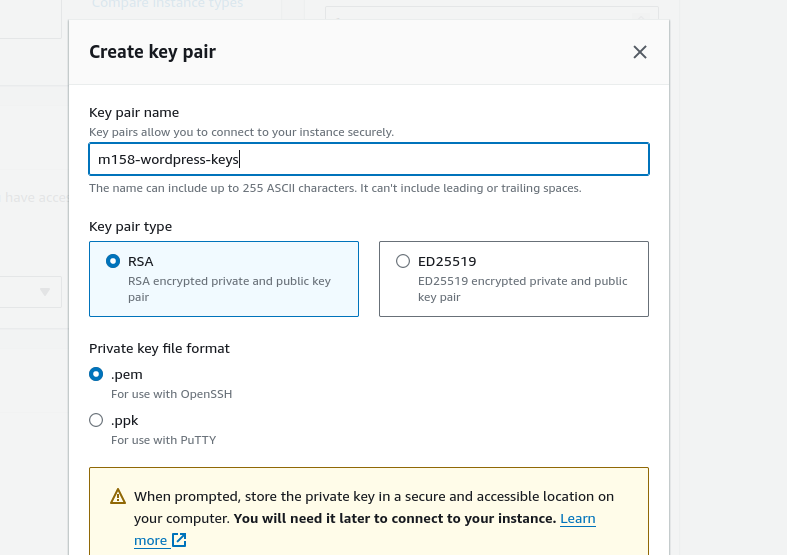 Compare instance types
Create key pair
Key pair name
Key pairs allow you to connect to your instance securely.
m158-wordpress-keys
The name can include up to 255 ASCII characters. It can't include leading or trailing spaces.
have acces
Key pair type
RSA
RSA encrypted private and public key
pair
ED25519
ED25519 encrypted private and public
key pair
Private key file format
.pem
For use with OpenSSH
.ppk
For use with PuTTY
When prompted, store the private key in a secure and accessible location on
your computer. You will need it later to connect to your instance. Learn
more